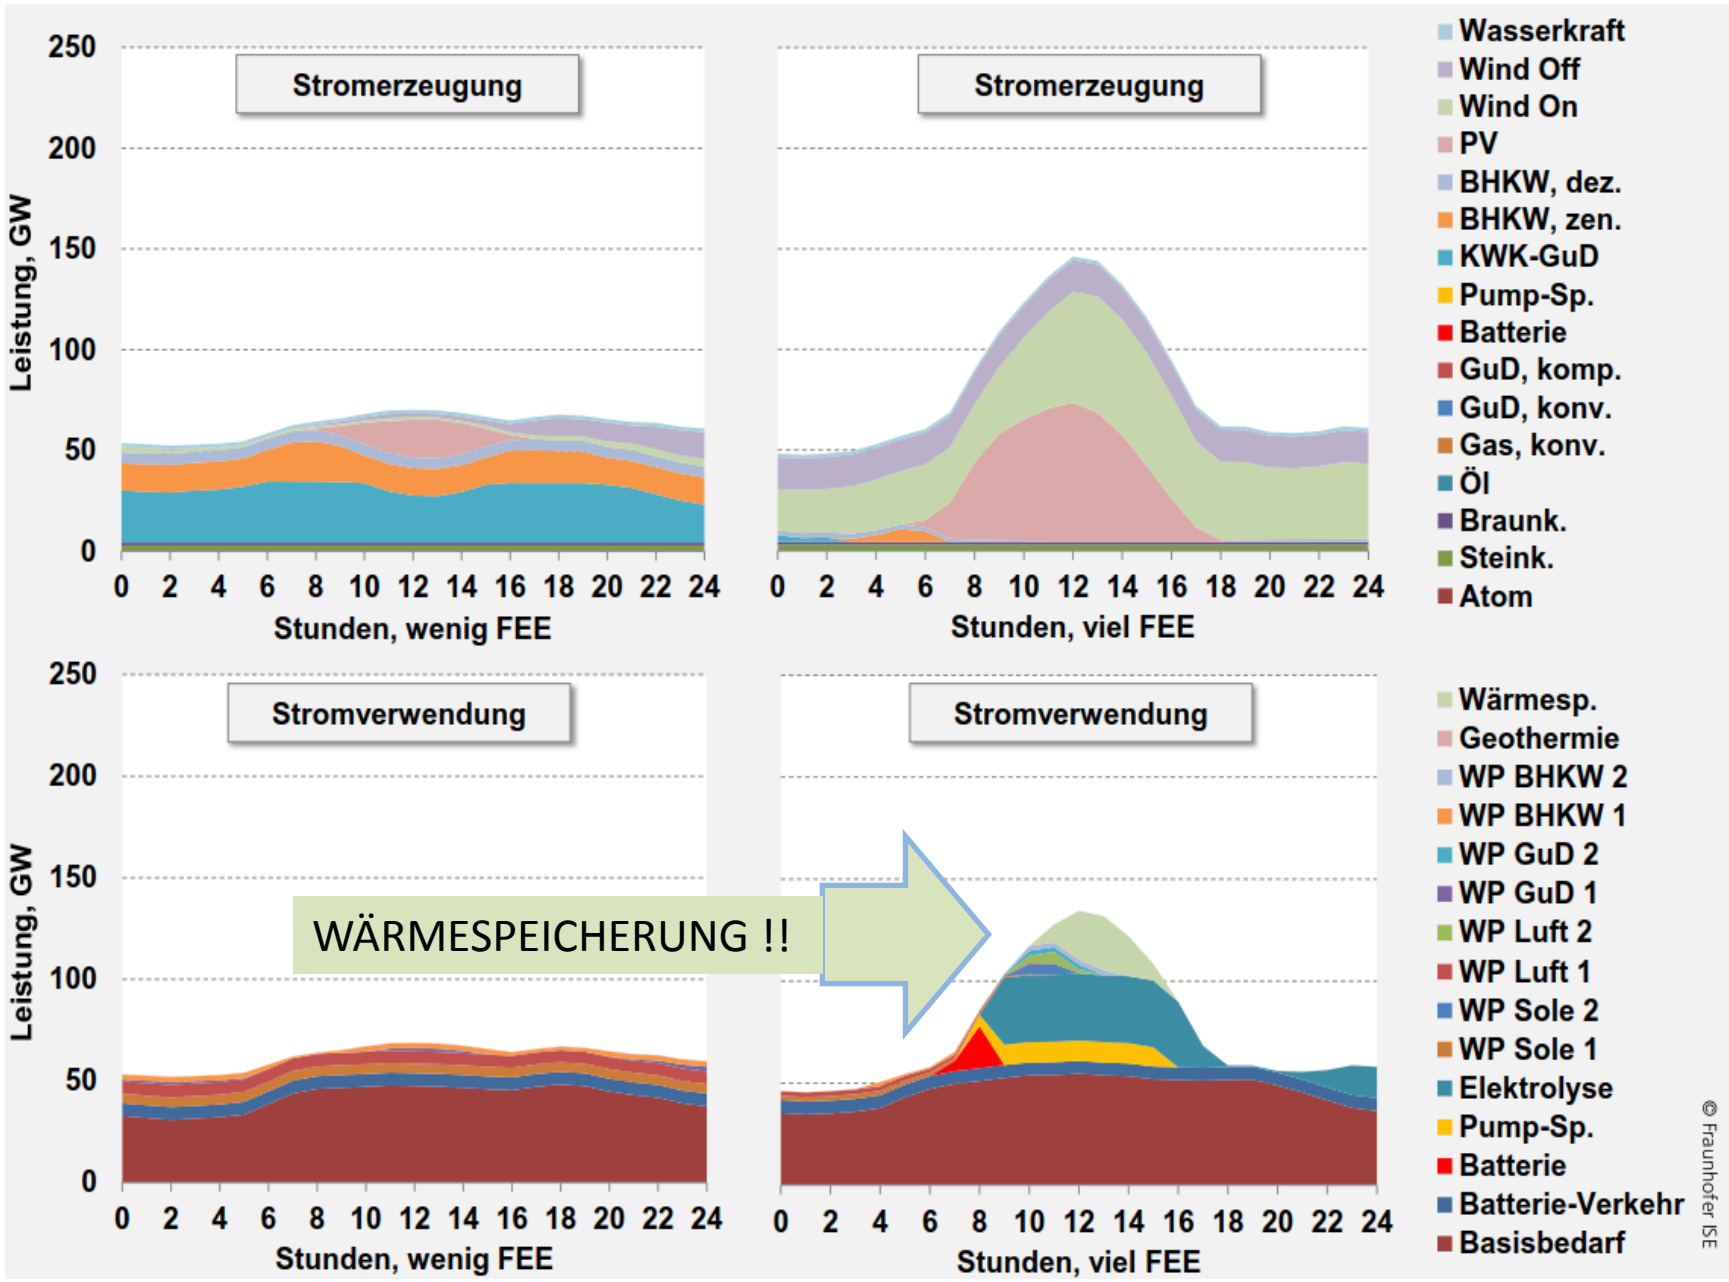 250
200
150
100
50
0
Leistung, GW
Stromerzeugung
0 2 4 6 8 10 12 14 16 18 20 22 24
Stunden, wenig FEE
Stromerzeugung
0 2 4 6 8 10 12 14 16 18 20 22 24
Stunden, viel FEE
Wasserkraft
Wind Off
Wind On
PV
BHKW, dez.
BHKW, zen.
KWK-GuD
Pump-Sp.
Batterie
GuD, komp.
GuD, konv.
Gas, konv.
Öl
Braunk.
Steink.
Atom
250
200
150
100
50
0
Leistung, GW
Stromverwendung
WÄRMESPEICHERUNG !!
0 2 4 6 8 10 12 14 16 18 20 22 24
Stunden, wenig FEE
Stromverwendung
0 2 4 6 8 10 12 14 16 18 20 22 24
Stunden, viel FEE
Wärmesp.
Geothermie
WP BHKW 2
WP BHKW 1
WP GuD 2
WP GuD 1
WP Luft 2
WP Luft 1
WP Sole 2
WP Sole 1
Elektrolyse
Pump-Sp.
Batterie
Batterie-Verkehr
Basisbedarf
© Fraunhofer ISE